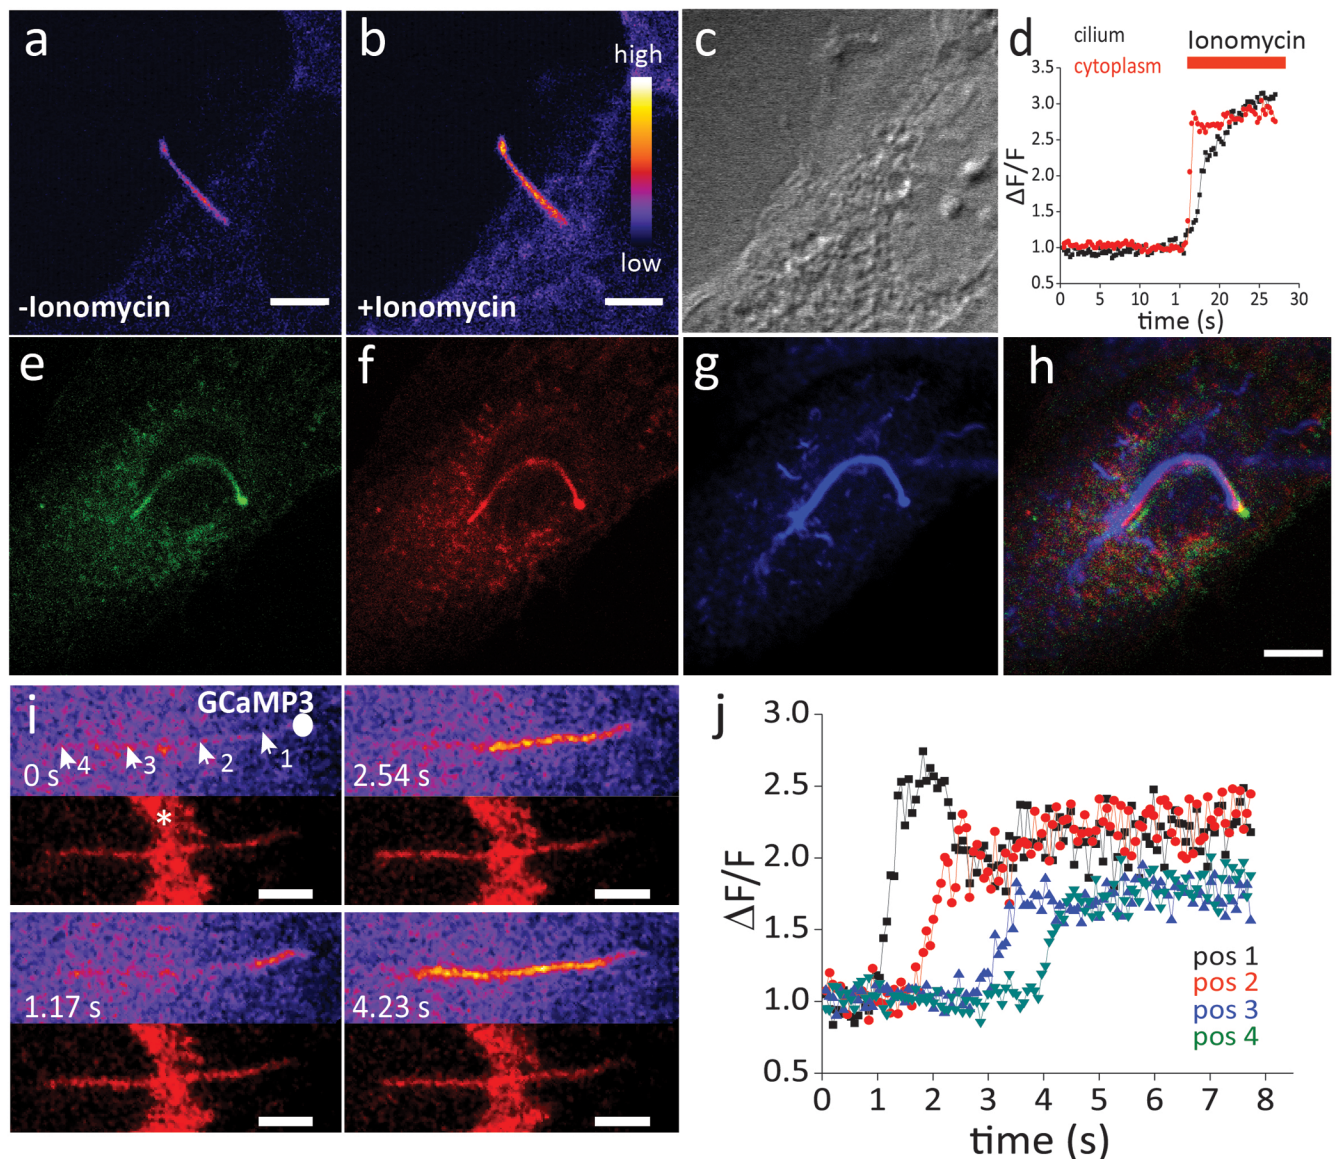 a
-Ionomycin
b
high
low
+Ionomycin
c
d
cilium
cytoplasm
Ionomycin
3.5
3.0
2.5
2.0
1.5
1.0
0.5
ΔF/F
0 5 10 1 20 25 30
time (s)
e
f
g
h
i
GCaMP3
0 s
4 3 2 1
*
2.54 s
1.17 s
4.23 s
j
3.0
2.5
2.0
1.5
1.0
0.5
ΔF/F
pos 1
pos 2
pos 3
pos 4
0 1 2 3 4 5 6 7 8
time (s)